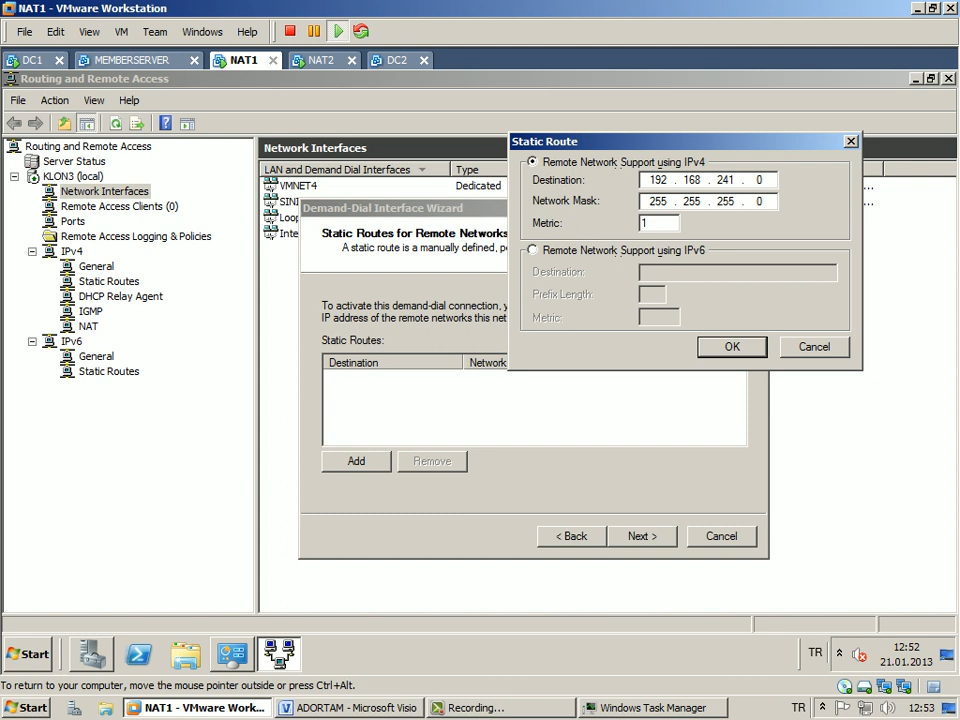 NAT1 - VMware Workstation
File Edit View VM Team Windows Help
DC1 MEMBERSERVER NAT1 NAT2 DC2
Routing and Remote Access
File Action View Help
Routing and Remote Access
Server Status
KLON3 (local)
Network Interfaces
Remote Access Clients (0)
Ports
Remote Access Logging & Policies
IPv4
General
Static Routes
DHCP Relay Agent
IGMP
NAT
IPv6
General
Static Routes
Network Interfaces
LAN and Demand Dial Interfaces Type
VMNET4 Dedicated
SINI
Loop
Inte
Demand-Dial Interface Wizard
Static Routes for Remote Networks
A static route is a manually defined, p
To activate this demand-dial connection, y
IP address of the remote networks this net
Static Routes:
Destination Network
Add Remove
< Back Next > Cancel
Static Route
Remote Network Support using IPv4
Destination: 192 . 168 . 241 . 0
Network Mask: 255 . 255 . 255 . 0
Metric: 1
Remote Network Support using IPv6
Destination:
Prefix Length:
Metric:
OK Cancel
Start TR 12:52
21.01.2013
To return to your computer, move the mouse pointer outside or press Ctrl+Alt.
Start NAT1 - VMware Work... ADORTAM - Microsoft Visio Recording... Windows Task Manager TR 12:53